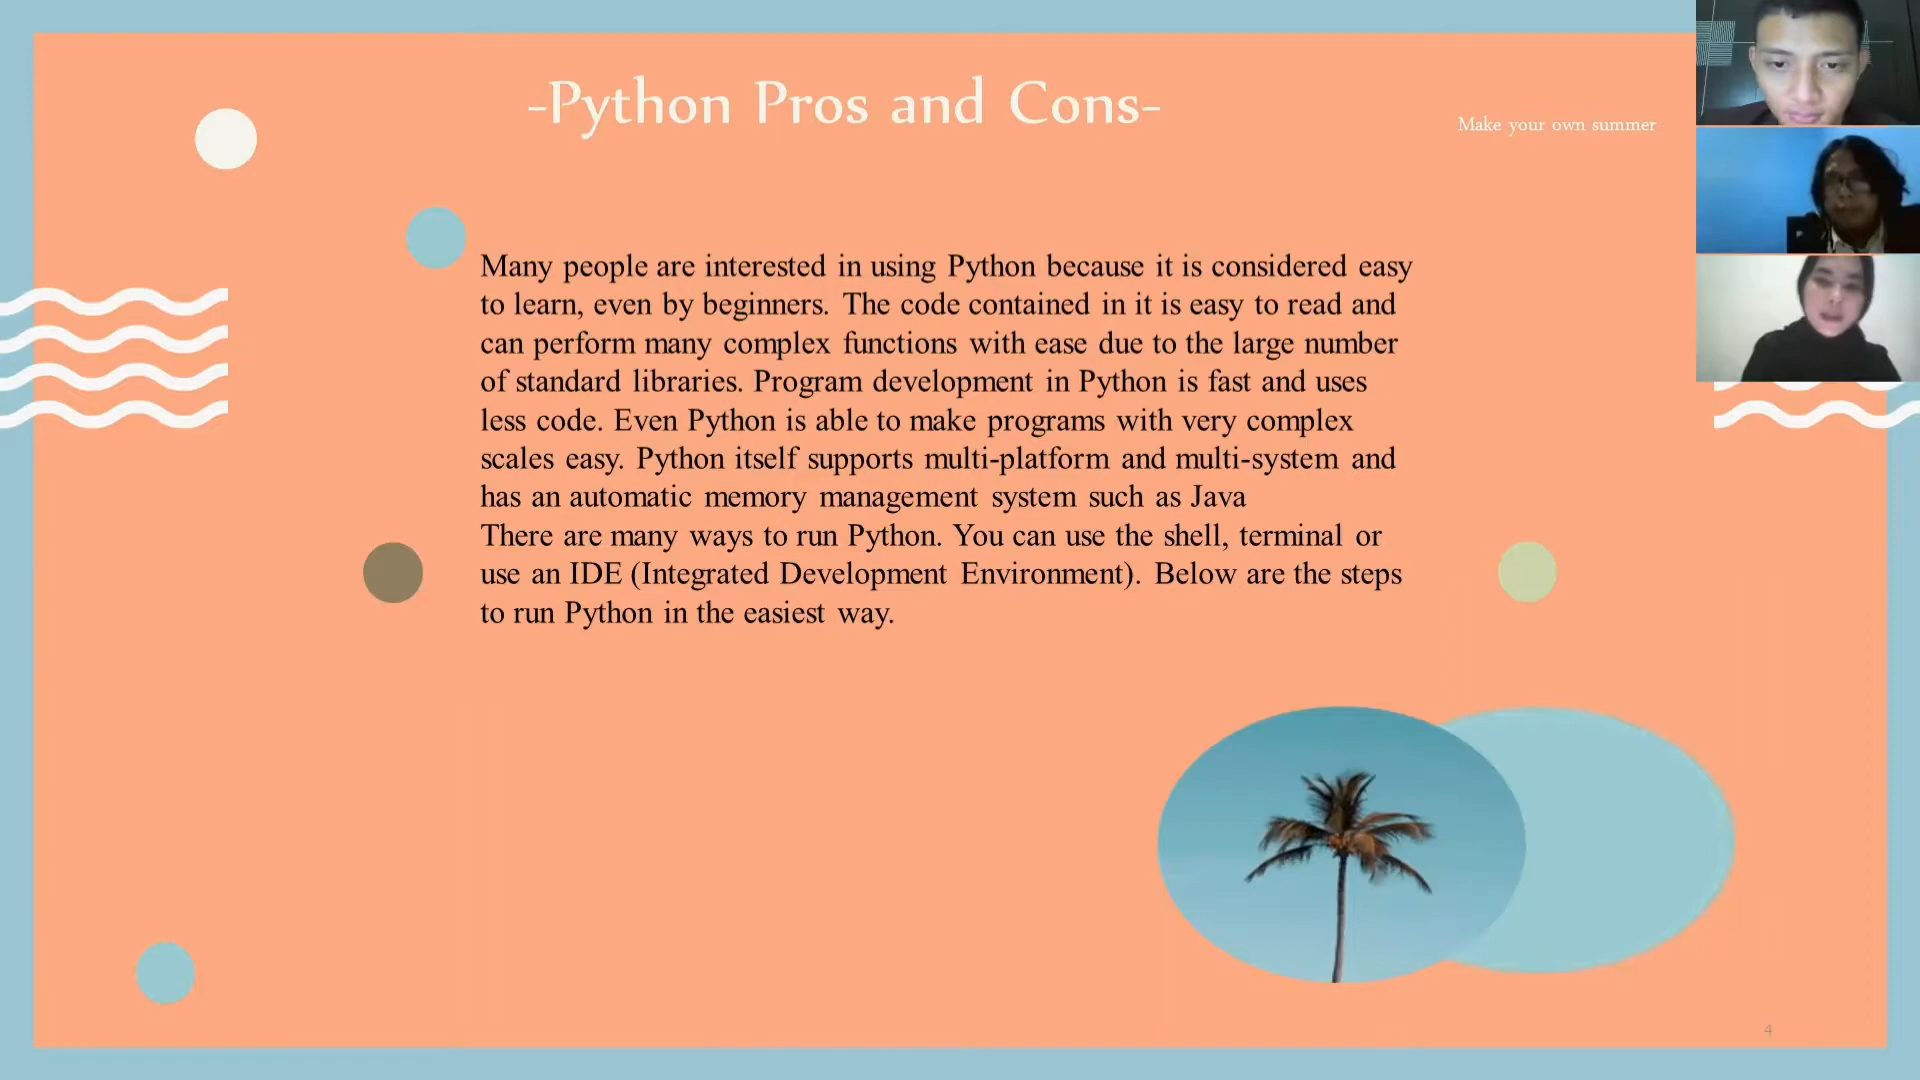 -Python Pros and Cons-
Make your own summer
Many people are interested in using Python because it is considered easy
to learn, even by beginners. The code contained in it is easy to read and
can perform many complex functions with ease due to the large number
of standard libraries. Program development in Python is fast and uses
less code. Even Python is able to make programs with very complex
scales easy. Python itself supports multi-platform and multi-system and
has an automatic memory management system such as Java
There are many ways to run Python. You can use the shell, terminal or
use an IDE (Integrated Development Environment). Below are the steps
to run Python in the easiest way.
4